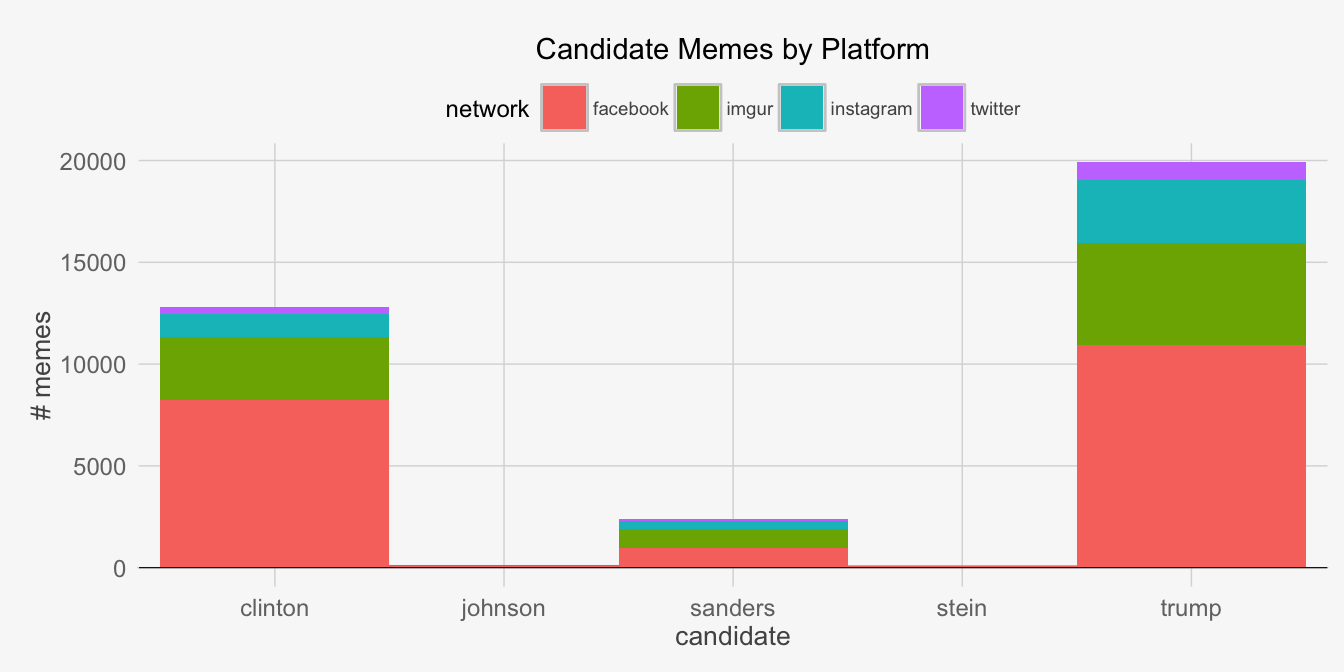 Candidate Memes by Platform
network facebook imgur instagram twitter
20000
15000
10000
5000
0
# memes
clinton johnson sanders stein trump
candidate